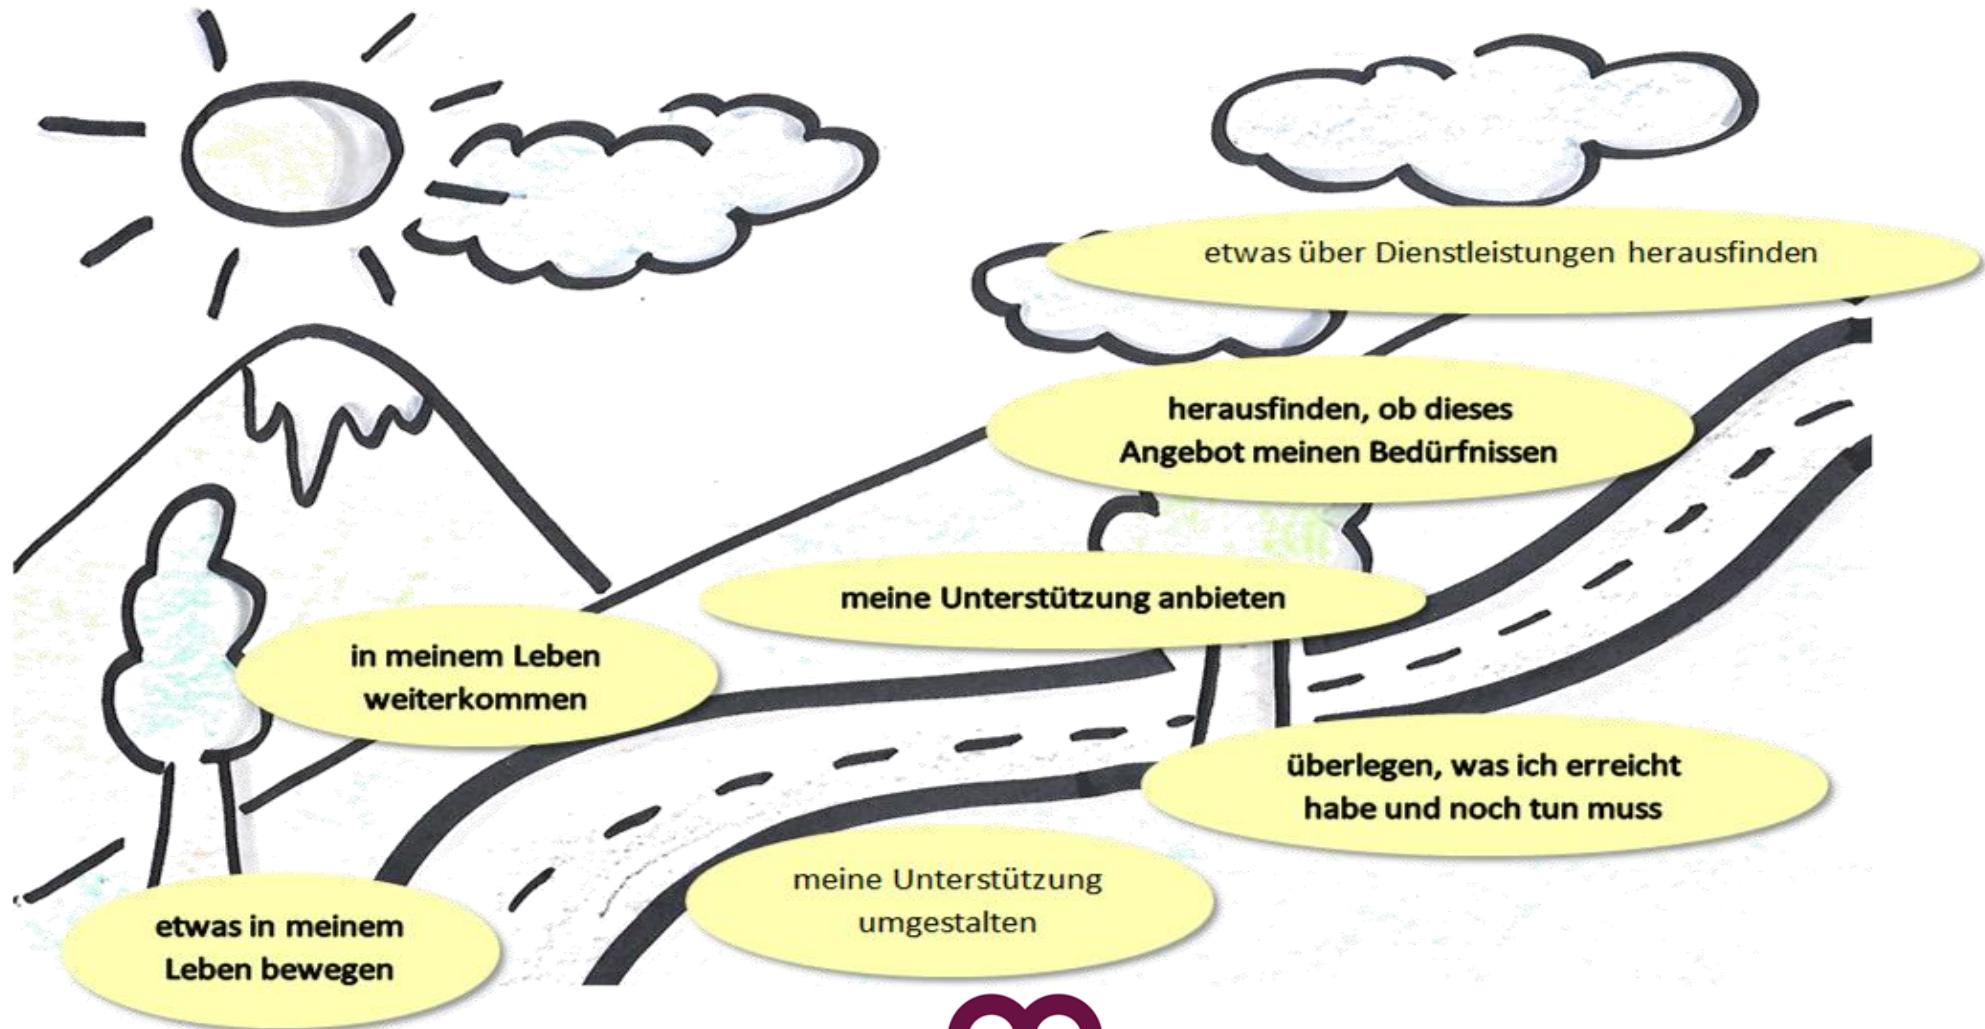 etwas über Dienstleistungen herausfinden
herausfinden, ob dieses
Angebot meinen Bedürfnissen
meine Unterstützung anbieten
in meinem Leben
weiterkommen
überlegen, was ich erreicht
habe und noch tun muss
meine Unterstützung
umgestalten
etwas in meinem
Leben bewegen